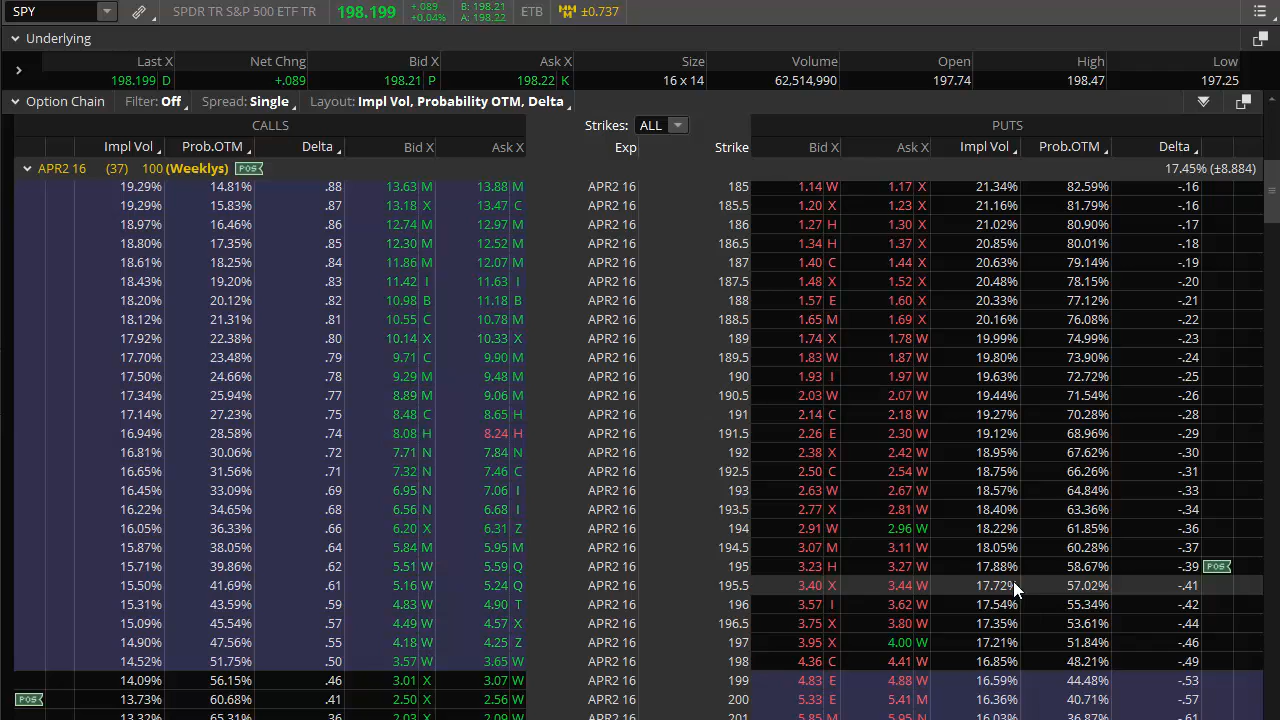 SPY SPDR TR S&P 500 ETF TR 198.199 +.089 +0.04% B: 198.21 A: 198.22 ETB ±0.737
Underlying
Last X Net Chng Bid X Ask X Size Volume Open High Low
198.199 D +.089 198.21 P 198.22 K 16 x 14 62,514,990 197.74 198.47 197.25
Option Chain Filter: Off Spread: Single Layout: Impl Vol, Probability OTM, Delta
CALLS Strikes: ALL PUTS
Impl Vol Prob.OTM Delta Bid X Ask X Exp Strike Bid X Ask X Impl Vol Prob.OTM Delta
APR2 16 (37) 100 (Weeklys) POS 17.45% (±8.884)
19.29% 14.81% .88 13.63 M 13.88 M APR2 16 185 1.14 W 1.17 X 21.34% 82.59% -.16
19.29% 15.83% .87 13.18 X 13.47 C APR2 16 185.5 1.20 X 1.23 X 21.16% 81.79% -.16
18.97% 16.46% .86 12.74 M 12.97 M APR2 16 186 1.27 H 1.30 X 21.02% 80.90% -.17
18.80% 17.35% .85 12.30 M 12.52 M APR2 16 186.5 1.34 H 1.37 X 20.85% 80.01% -.18
18.61% 18.25% .84 11.86 M 12.07 M APR2 16 187 1.40 C 1.44 X 20.63% 79.14% -.19
18.43% 19.20% .83 11.42 I 11.63 I APR2 16 187.5 1.48 X 1.52 X 20.48% 78.15% -.20
18.20% 20.12% .82 10.98 B 11.18 B APR2 16 188 1.57 E 1.60 X 20.33% 77.12% -.21
18.12% 21.31% .81 10.55 C 10.78 M APR2 16 188.5 1.65 M 1.69 X 20.16% 76.08% -.22
17.92% 22.38% .80 10.14 X 10.33 X APR2 16 189 1.74 X 1.78 W 19.99% 74.99% -.23
17.70% 23.48% .79 9.71 C 9.90 M APR2 16 189.5 1.83 W 1.87 W 19.80% 73.90% -.24
17.50% 24.66% .78 9.29 M 9.48 M APR2 16 190 1.93 I 1.97 W 19.63% 72.72% -.25
17.34% 25.94% .77 8.89 M 9.06 M APR2 16 190.5 2.03 W 2.07 W 19.44% 71.54% -.26
17.14% 27.23% .75 8.48 C 8.65 H APR2 16 191 2.14 C 2.18 W 19.27% 70.28% -.28
16.94% 28.58% .74 8.08 H 8.24 H APR2 16 191.5 2.26 E 2.30 W 19.12% 68.96% -.29
16.81% 30.06% .72 7.71 N 7.84 N APR2 16 192 2.38 X 2.42 W 18.95% 67.62% -.30
16.65% 31.56% .71 7.32 N 7.46 C APR2 16 192.5 2.50 C 2.54 W 18.75% 66.26% -.31
16.45% 33.09% .69 6.95 N 7.06 I APR2 16 193 2.63 W 2.67 W 18.57% 64.84% -.33
16.22% 34.65% .68 6.56 N 6.68 I APR2 16 193.5 2.77 X 2.81 W 18.40% 63.36% -.34
16.05% 36.33% .66 6.20 X 6.31 Z APR2 16 194 2.91 W 2.96 W 18.22% 61.85% -.36
15.87% 38.05% .64 5.84 M 5.95 M APR2 16 194.5 3.07 M 3.11 W 18.05% 60.28% -.37
15.71% 39.86% .62 5.51 W 5.59 Q APR2 16 195 3.23 H 3.27 W 17.88% 58.67% -.39 POS
15.50% 41.69% .61 5.16 W 5.24 Q APR2 16 195.5 3.40 X 3.44 W 17.72% 57.02% -.41
15.31% 43.59% .59 4.83 W 4.90 T APR2 16 196 3.57 I 3.62 W 17.54% 55.34% -.42
15.09% 45.54% .57 4.49 W 4.57 X APR2 16 196.5 3.75 X 3.80 W 17.35% 53.61% -.44
14.90% 47.56% .55 4.18 W 4.25 Z APR2 16 197 3.95 X 4.00 W 17.21% 51.84% -.46
14.52% 51.75% .50 3.57 W 3.65 W APR2 16 198 4.36 C 4.41 W 16.85% 48.21% -.49
14.09% 56.15% .46 3.01 X 3.07 W APR2 16 199 4.83 E 4.88 W 16.59% 44.48% -.53
POS 13.73% 60.68% .41 2.50 X 2.56 W APR2 16 200 5.33 E 5.41 M 16.36% 40.71% -.57
13.32% 65.31% .36 2.03 X 2.09 W APR2 16 201 5.85 M 5.95 N 16.03% 36.87% -.61